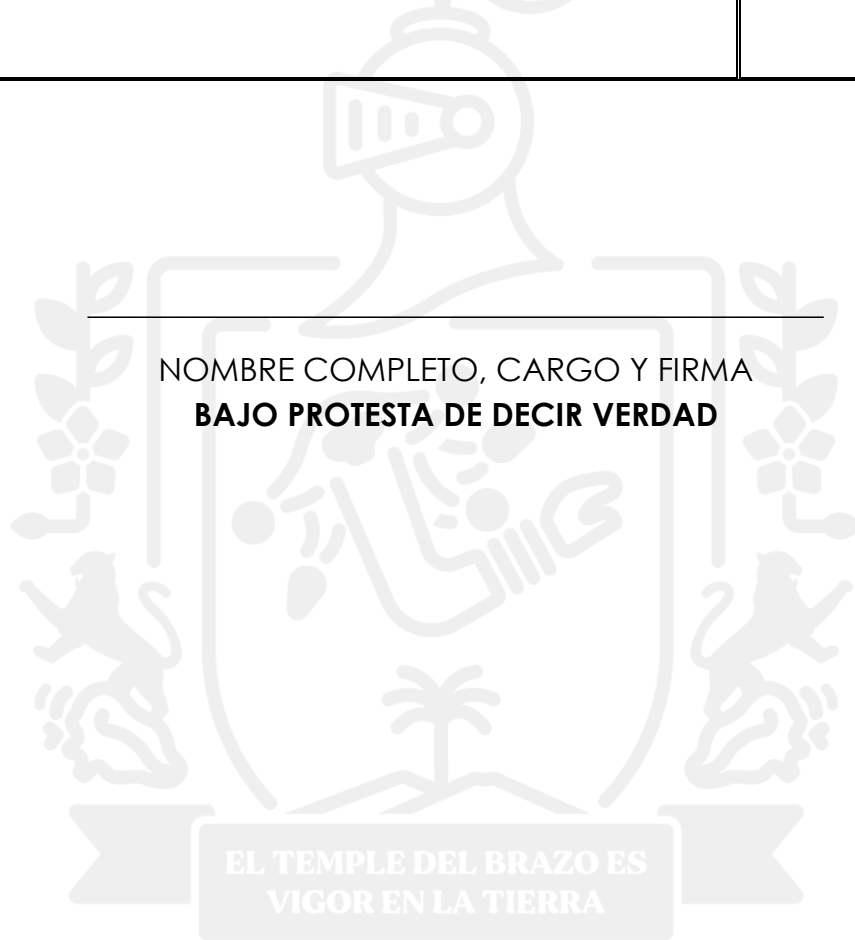 NOMBRE COMPLETO, CARGO Y FIRMA
BAJO PROTESTA DE DECIR VERDAD
EL TEMPLE DEL BRAZO ES
VIGOR EN LA TIERRA